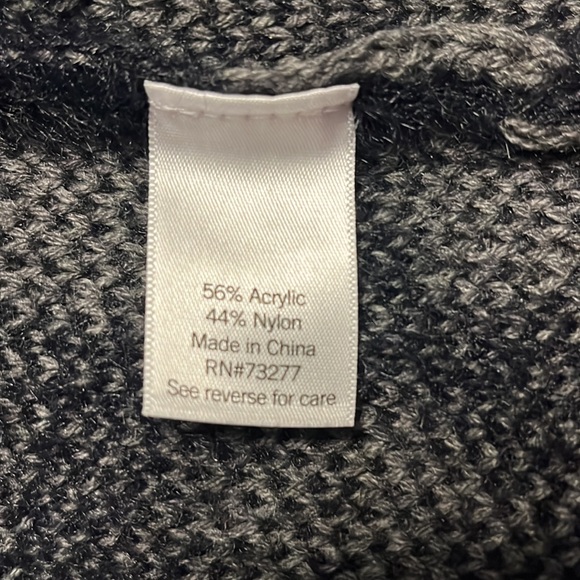 56% Acrylic
44% Nylon
Made in China
RN#73277
See reverse for care